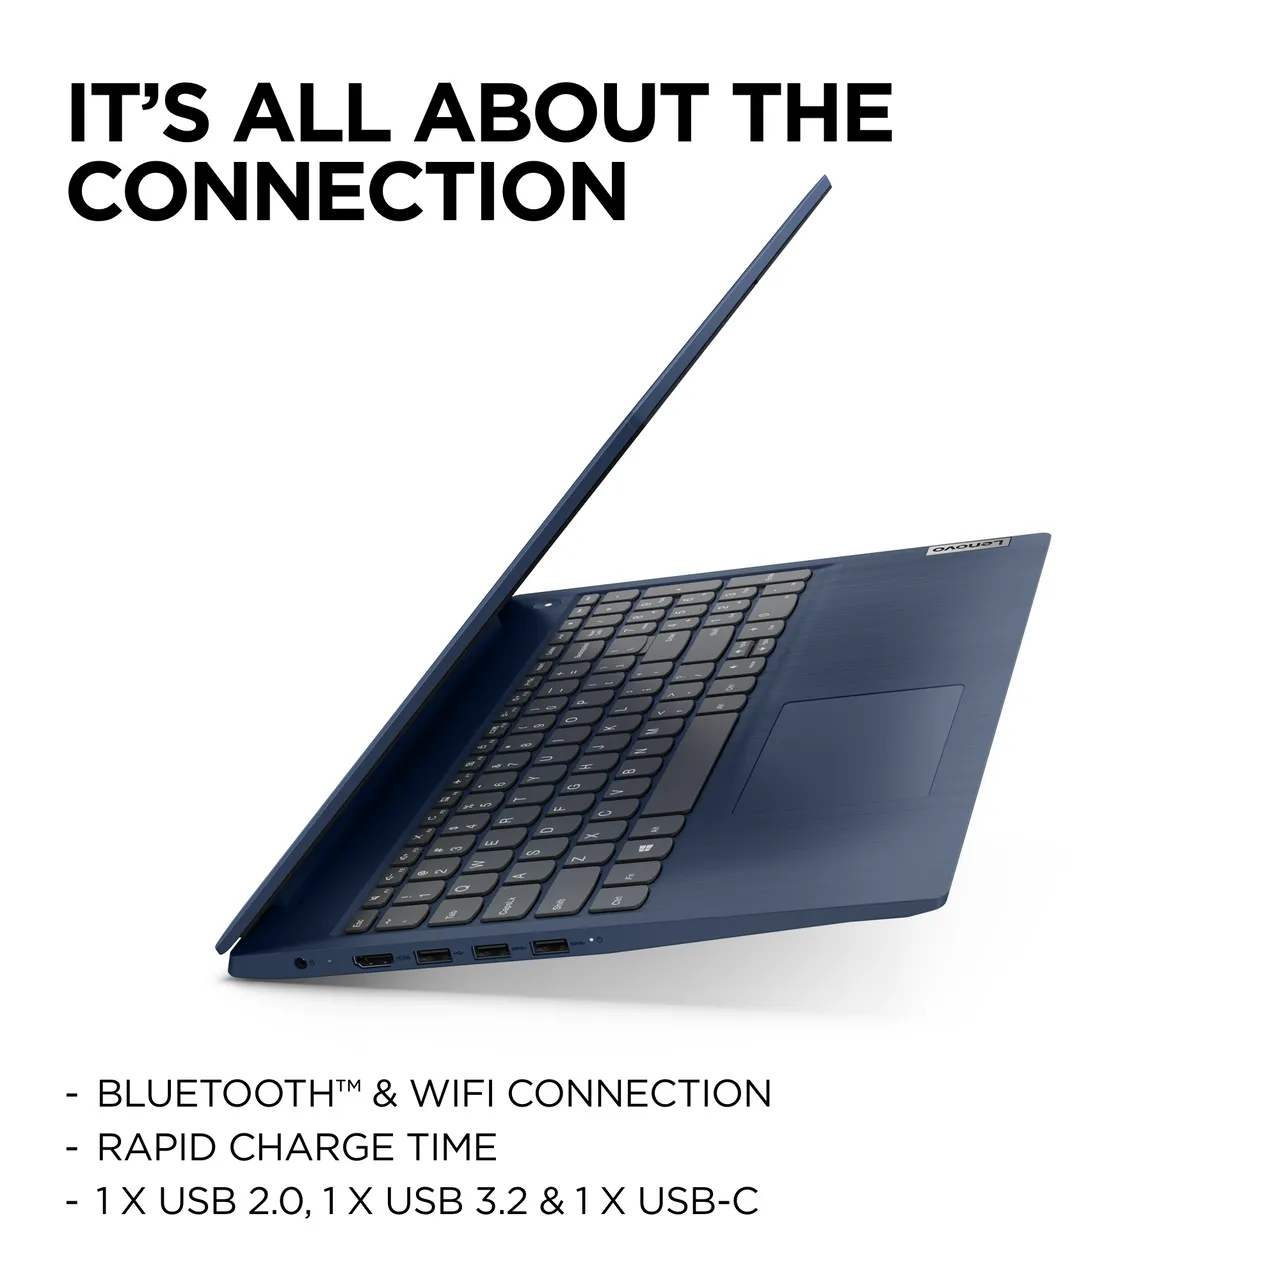 IT'S ALL ABOUT THE
CONNECTION
Lenovo
- BLUETOOTH™ & WIFI CONNECTION
- RAPID CHARGE TIME
- 1 X USB 2.0, 1 X USB 3.2 & 1 X USB-C